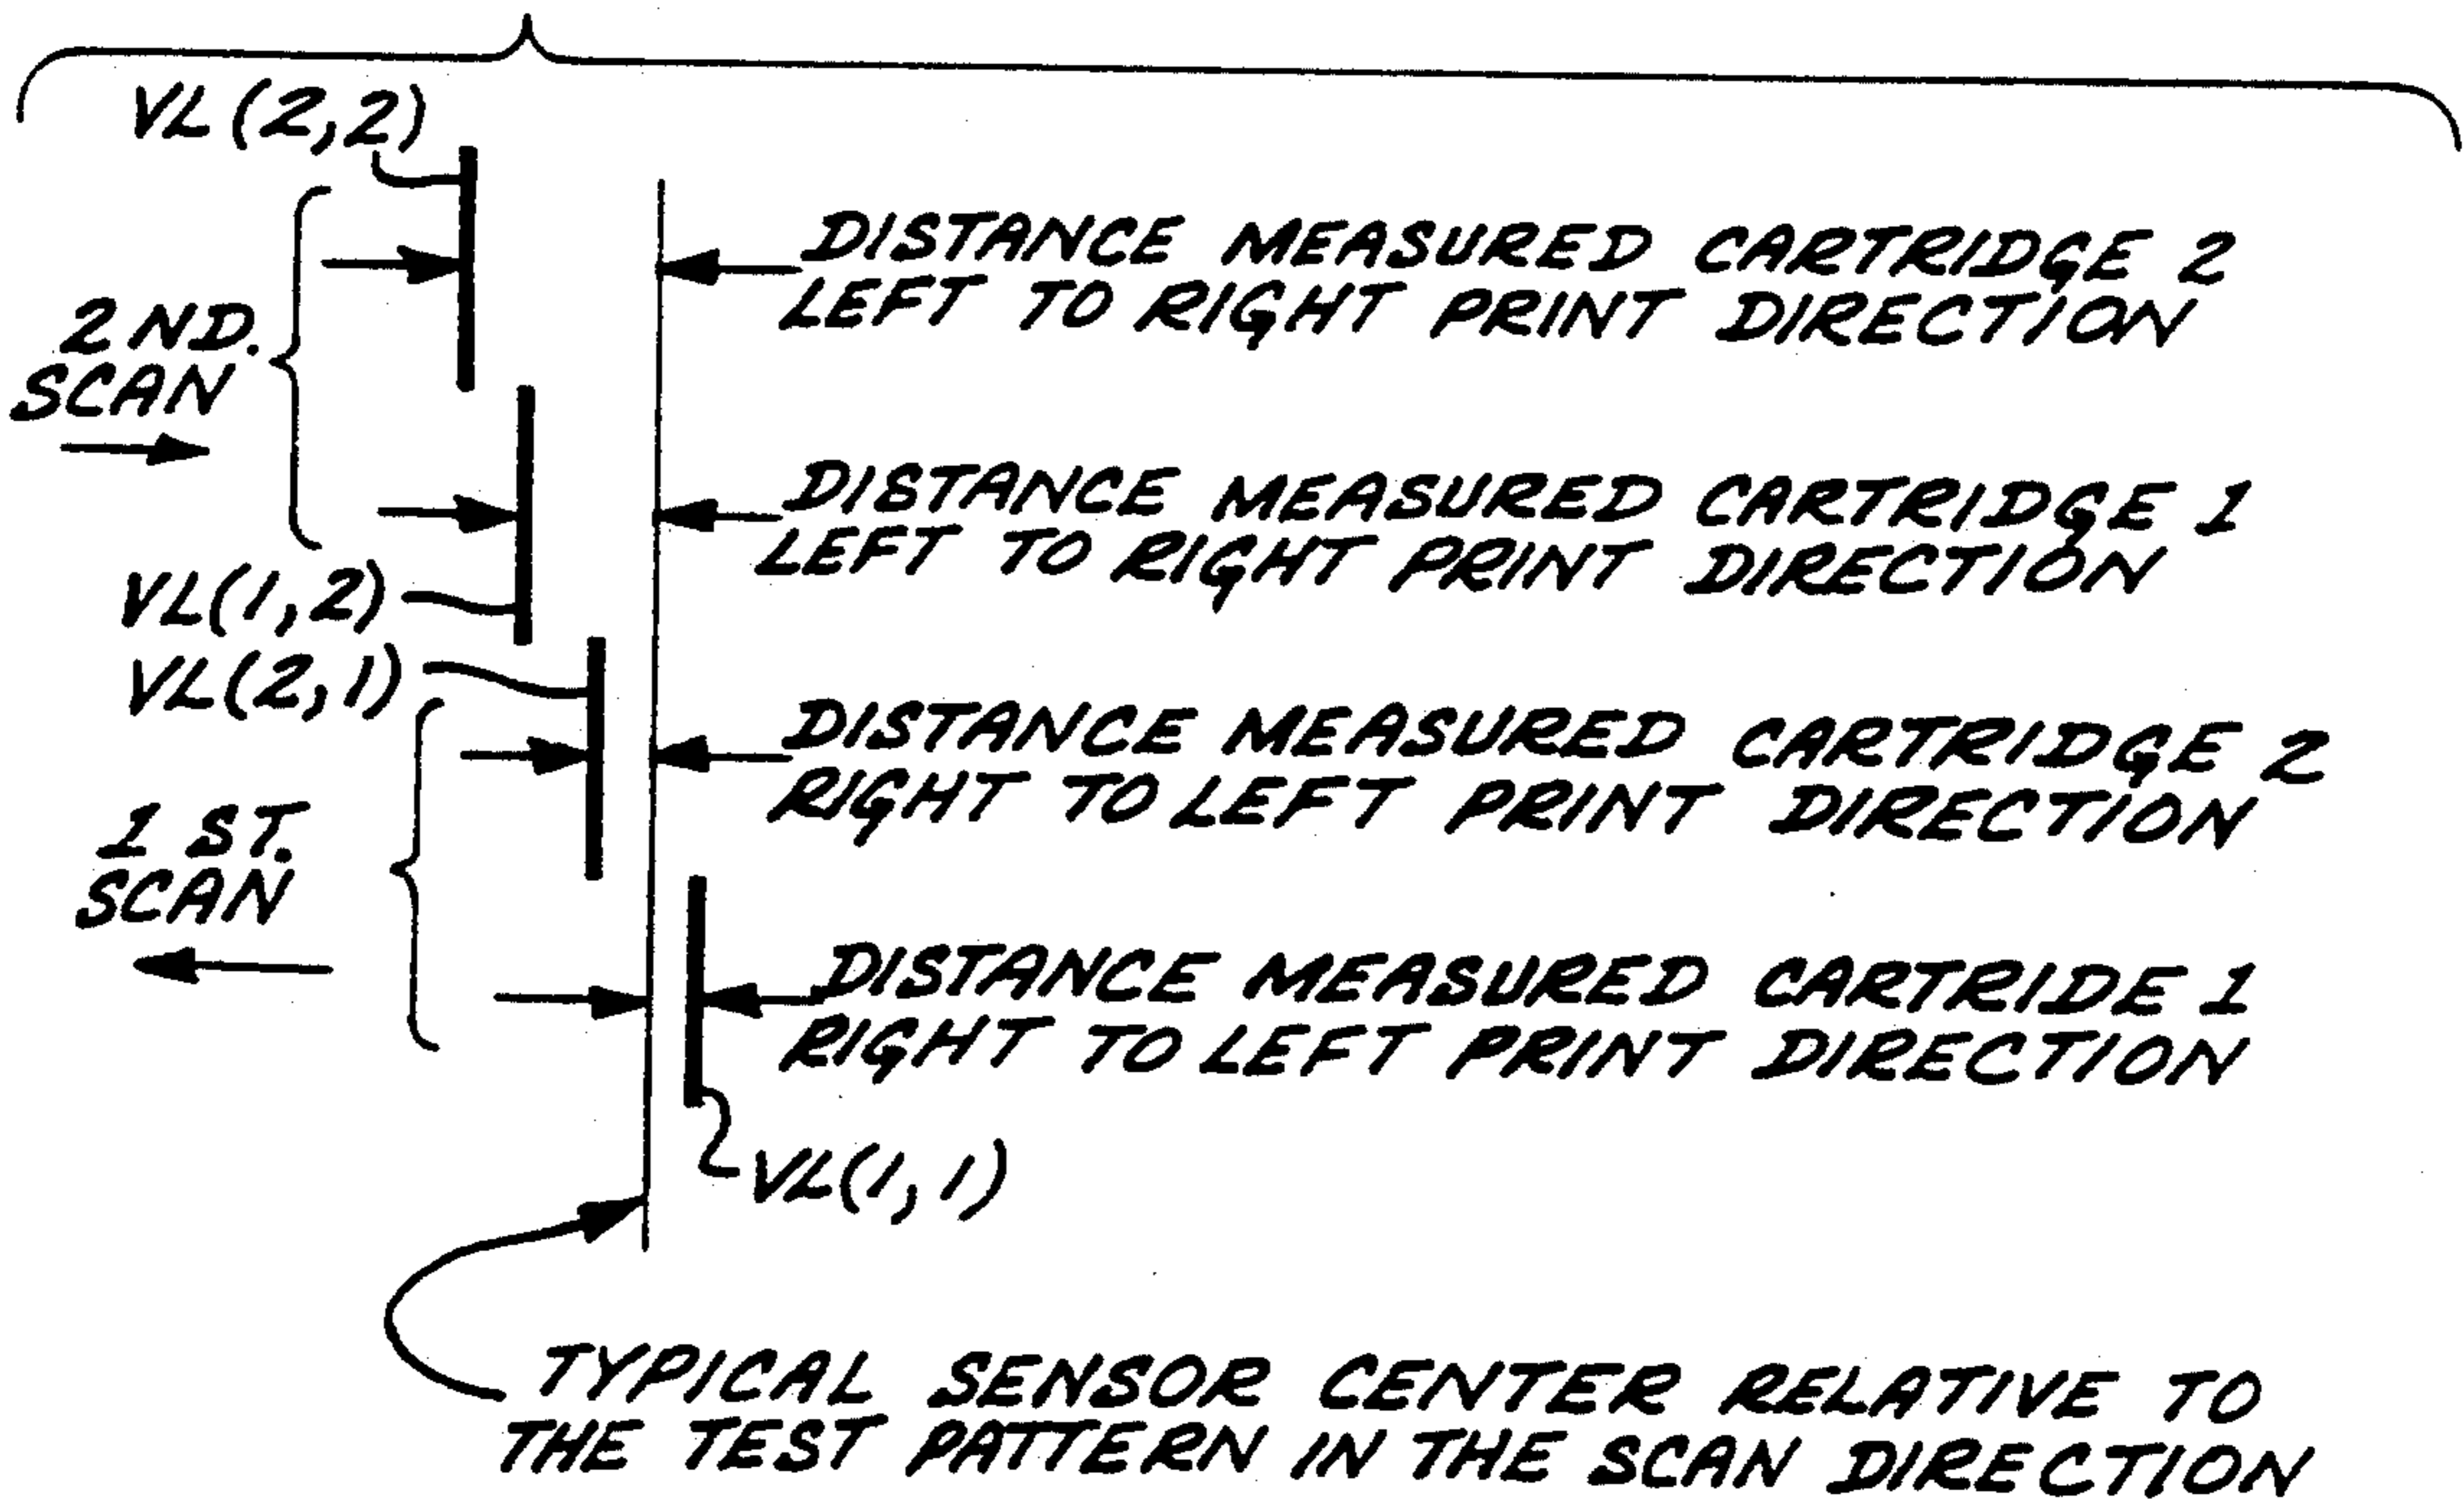 VL (2,2)
DISTANCE MEASURED CARTRIDGE 2
LEFT TO RIGHT PRINT DIRECTION
2 ND.
SCAN
DISTANCE MEASURED CARTRIDGE 1
LEFT TO RIGHT PRINT DIRECTION
VL(1,2)
VL(2,1)
DISTANCE MEASURED CARTRIDGE 2
RIGHT TO LEFT PRINT DIRECTION
1 ST.
SCAN
DISTANCE MEASURED CARTRIDE 1
RIGHT TO LEFT PRINT DIRECTION
VL(1,1)
TYPICAL SENSOR CENTER RELATIVE TO
THE TEST PATTERN IN THE SCAN DIRECTION